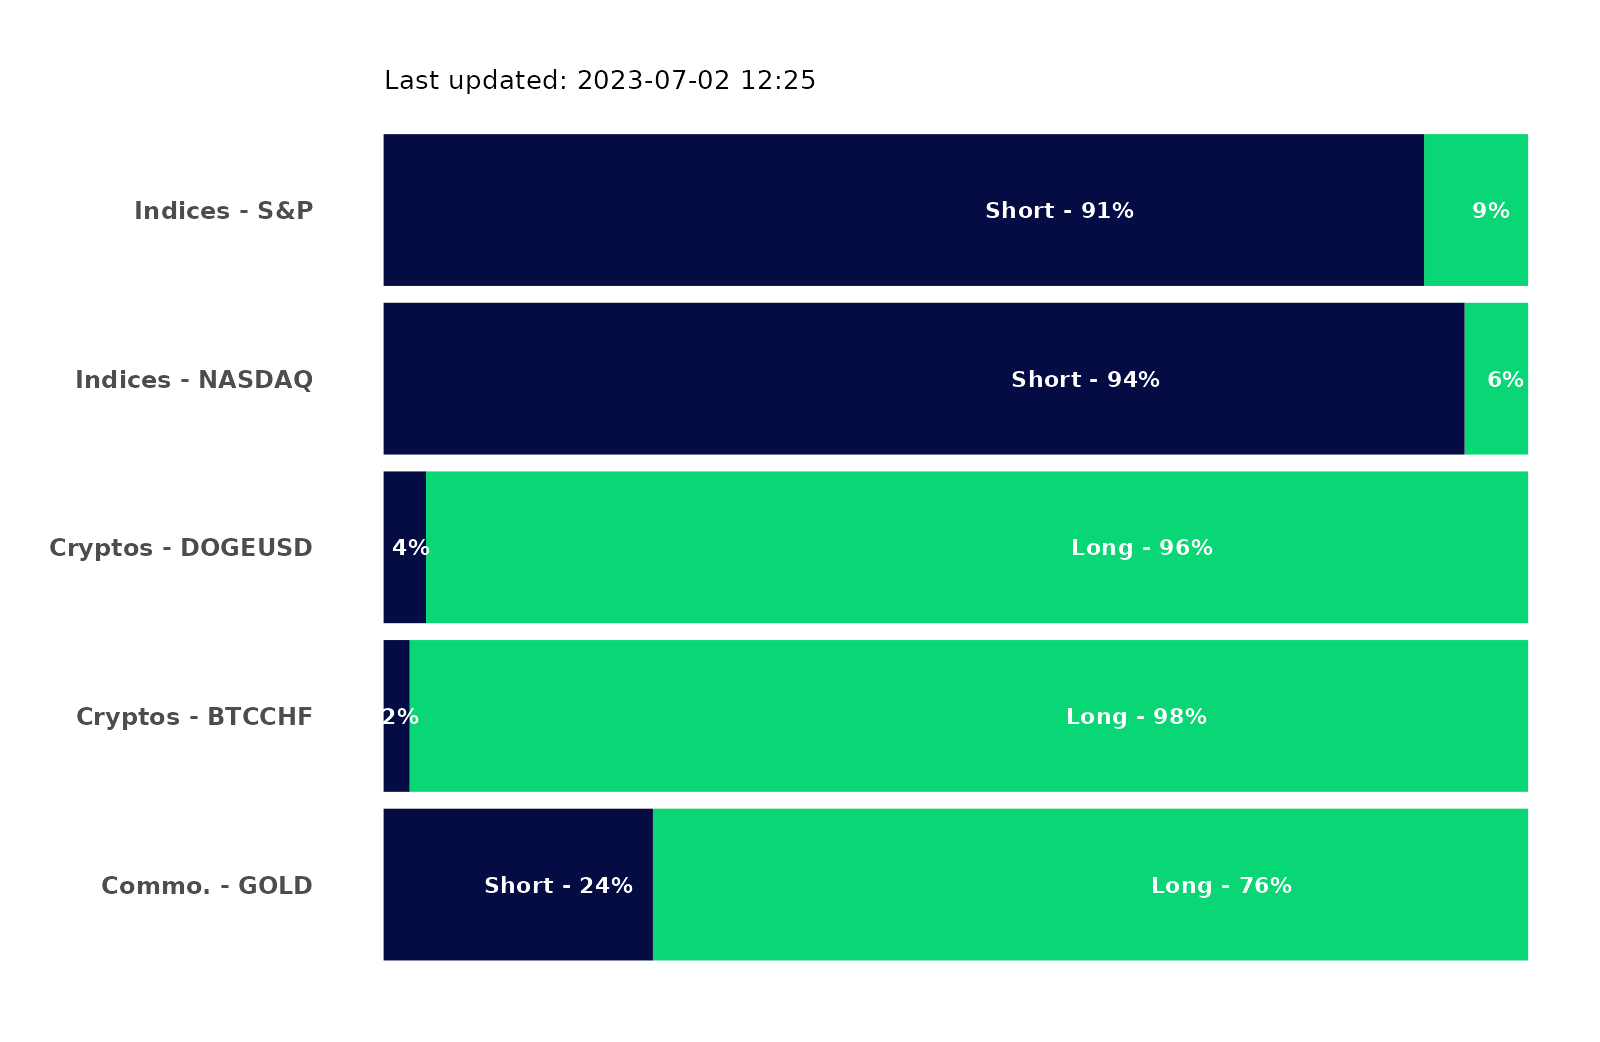 Last updated: 2023-07-02 12:25
Indices - S&P Short - 91% 9%
Indices - NASDAQ Short - 94% 6%
Cryptos - DOGEUSD 4% Long - 96%
Cryptos - BTCCHF 2% Long - 98%
Commo. - GOLD Short - 24% Long - 76%